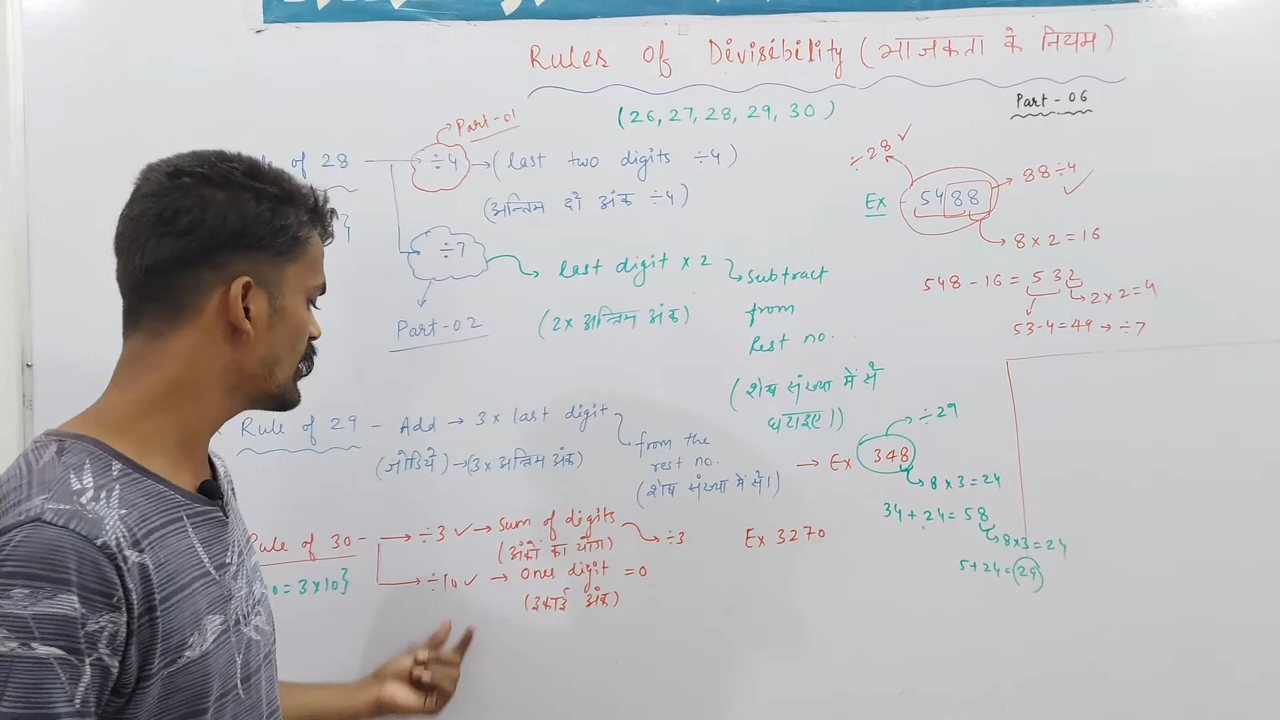 Rules of Divisibility (भाजकता के नियम)
Part - 06
(26, 27, 28, 29, 30)
of 28
÷4
Part-01
→ (last two digits ÷4)
(अन्तिम दो अंक ÷4)
÷7
Part-02
last digit × 2
(2× अन्तिम अंक)
subtract
from
rest no.
(शेष संख्या में से
घटाइए।)
÷28 ✓
Ex - 5488
88÷4 ✓
8 × 2 = 16
548 - 16 = 532
2 × 2 = 4
53-4=49 → ÷7
Rule of 29 - Add → 3 × last digit
(जोडिये) → (3× अन्तिम अंक)
from the
rest no.
(शेष संख्या में से।)
→ Ex 348
÷29
8 × 3 = 24
34 + 24 = 58
8×3=24
5+24=(29)
Rule of 30 - → ÷3 ✓ → Sum of digits
(अंको का योग)
÷3
Ex 3270
= 3×10}
→ ÷10 ✓ → Ones digit = 0
(इकाई अंक)